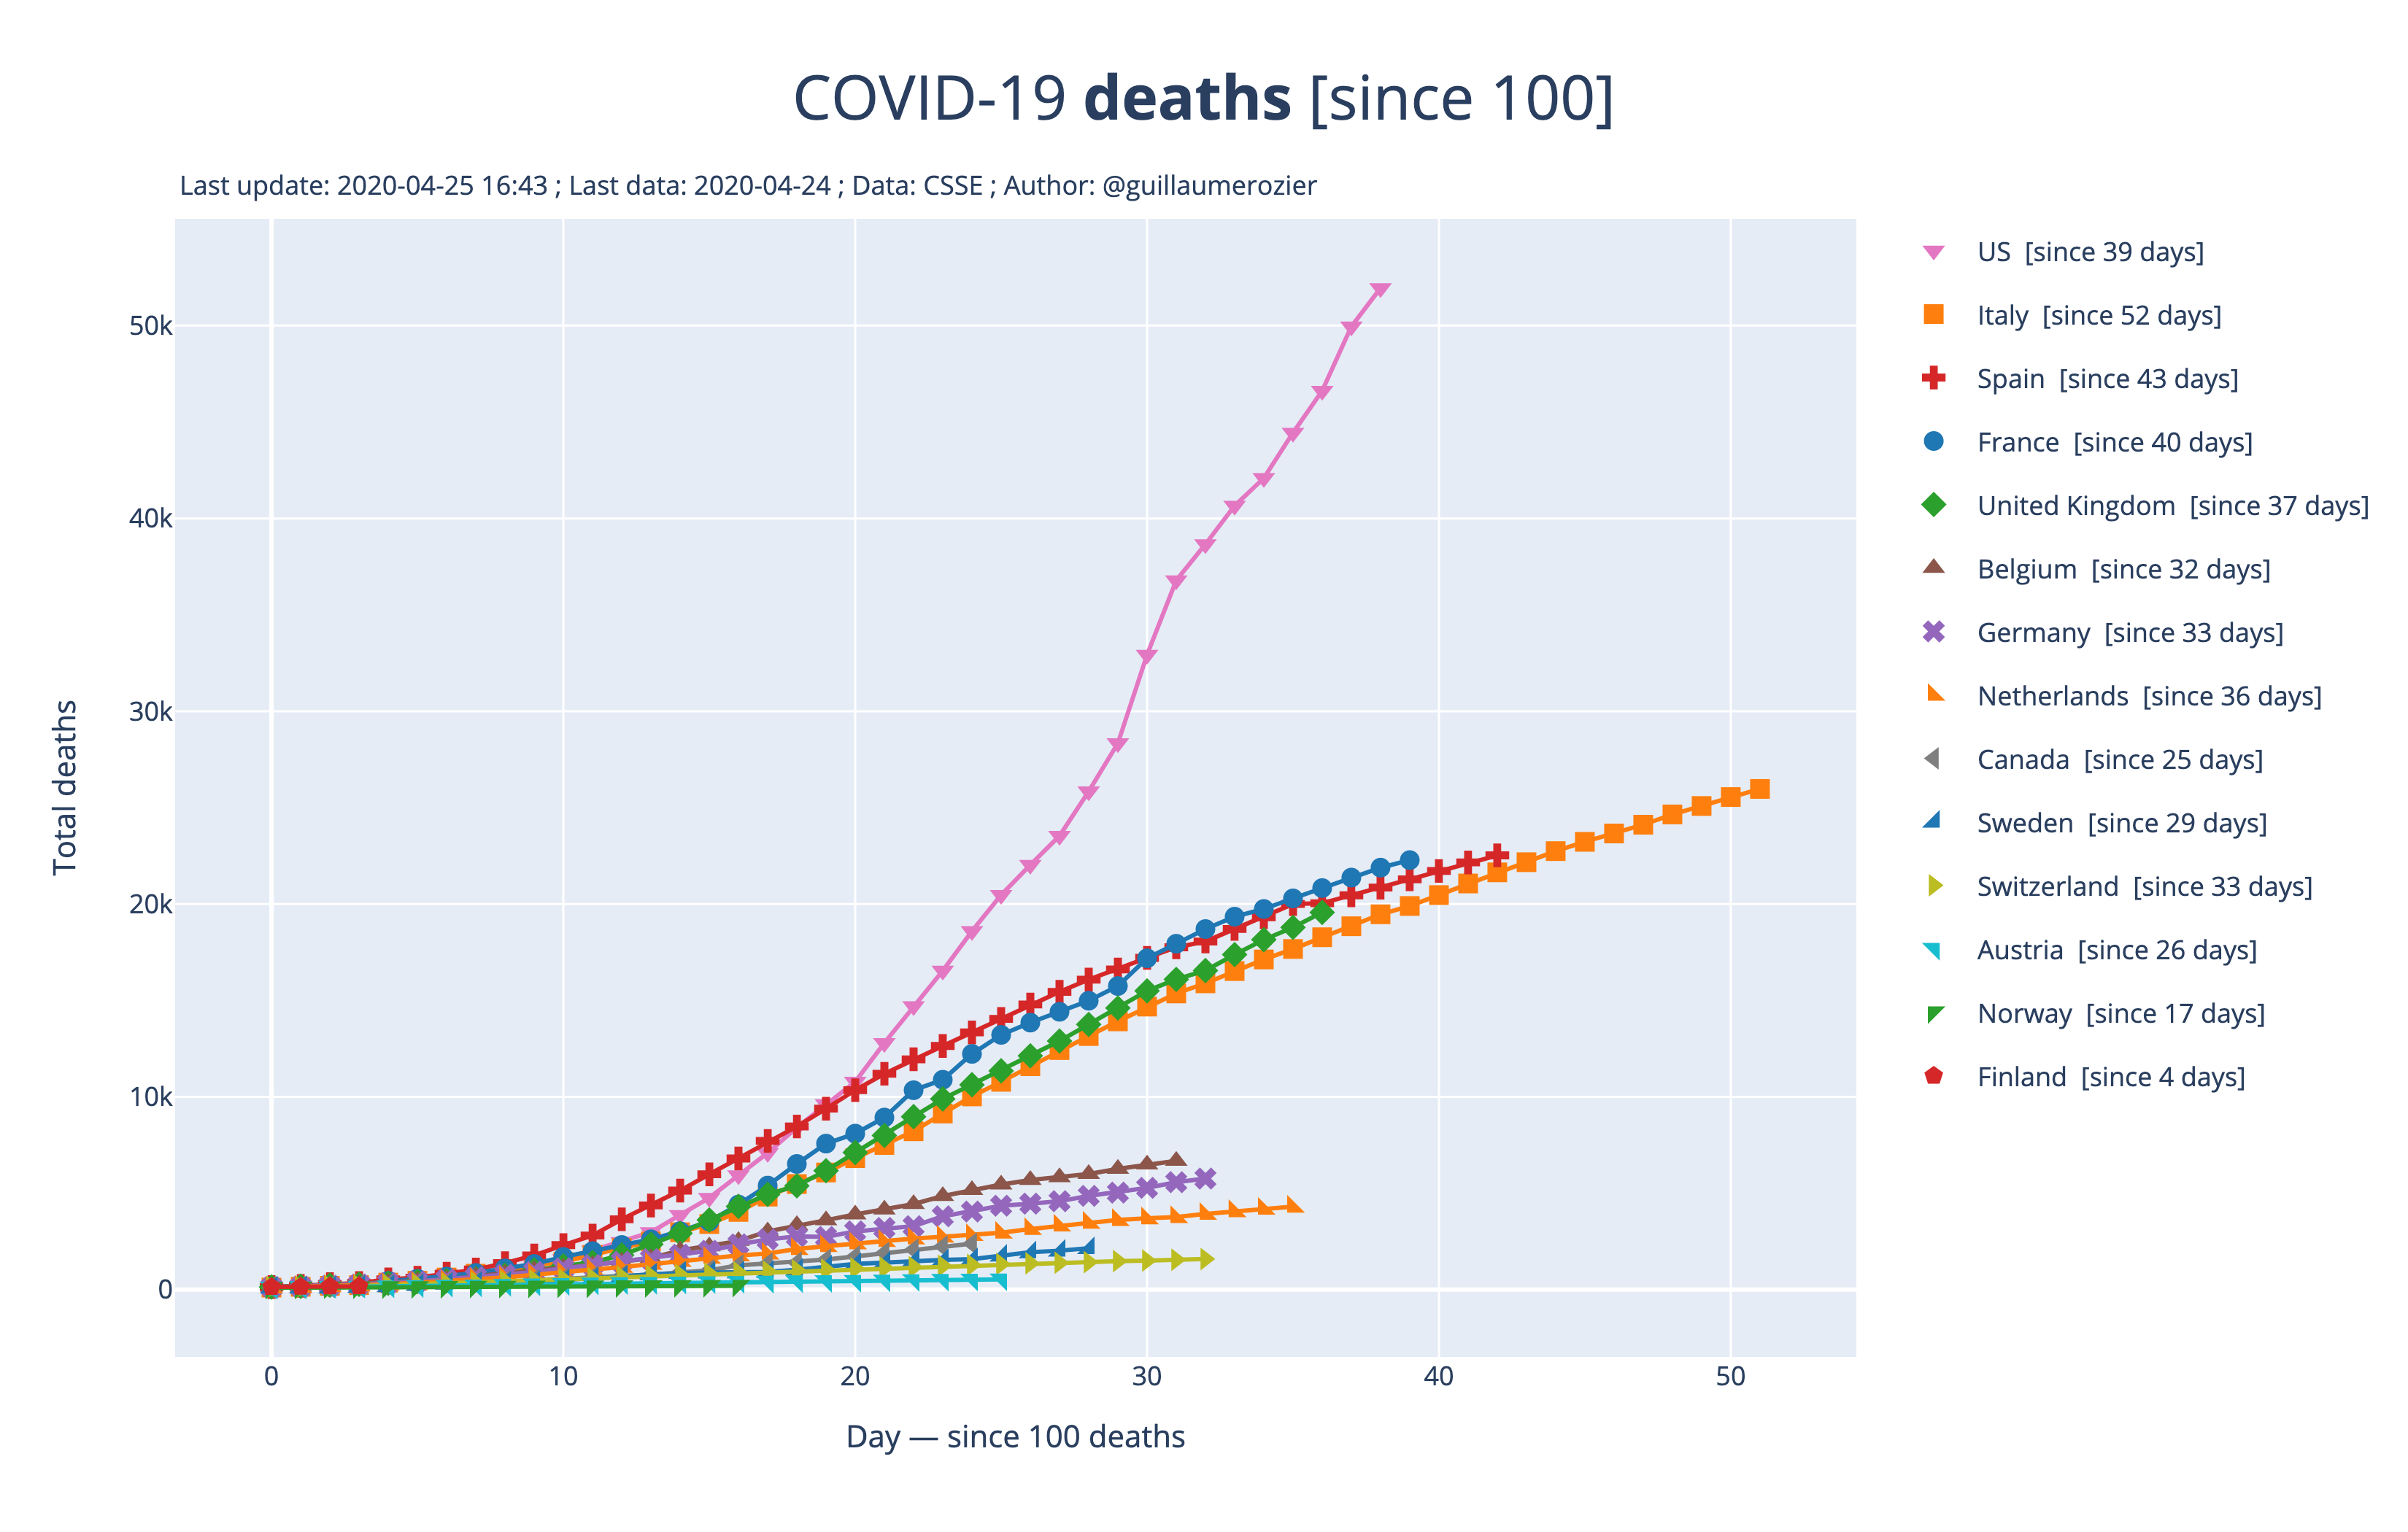 COVID-19 deaths [since 100]
Last update: 2020-04-25 16:43 ; Last data: 2020-04-24 ; Data: CSSE ; Author: @guillaumerozier
US [since 39 days]
Italy [since 52 days]
Spain [since 43 days]
France [since 40 days]
United Kingdom [since 37 days]
Belgium [since 32 days]
Germany [since 33 days]
Netherlands [since 36 days]
Canada [since 25 days]
Sweden [since 29 days]
Switzerland [since 33 days]
Austria [since 26 days]
Norway [since 17 days]
Finland [since 4 days]
Total deaths
50k
40k
30k
20k
10k
0
0 10 20 30 40 50
Day — since 100 deaths